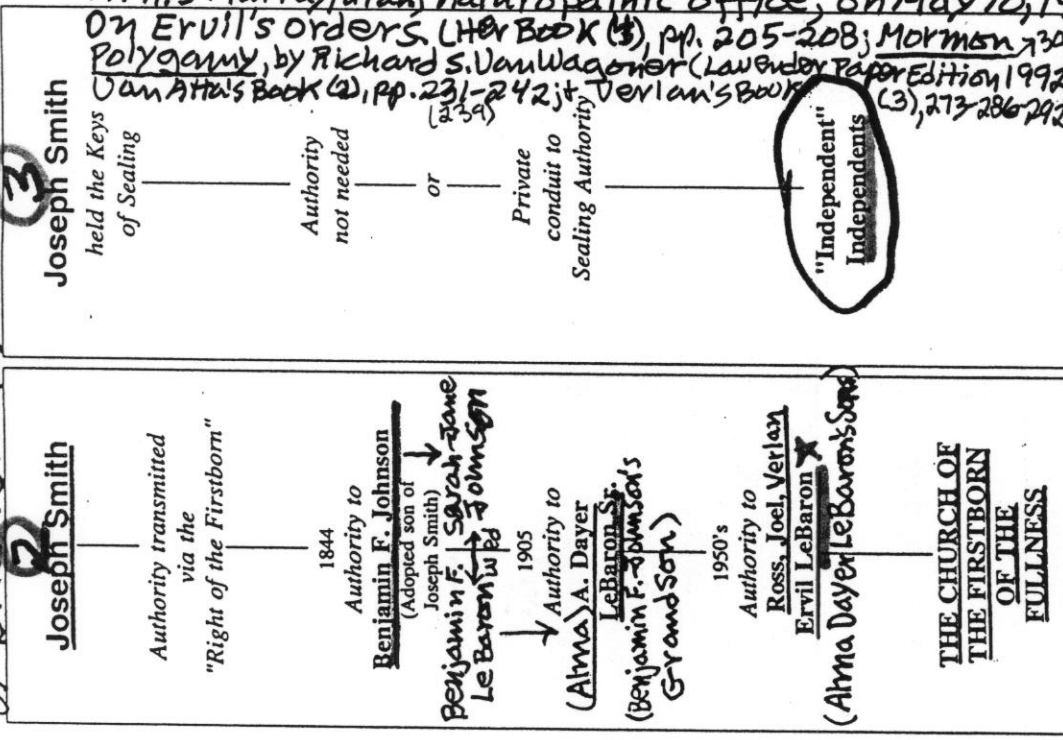 On Ervil's orders. (Her Book (1), pp. 205-208; Mormon
Polygamy, by Richard S. Van Wagoner (Lavender Paper Edition 1992
Van Atta's Book (2), pp. 231-242; Verlan's Book (3), 273-286-292
(239)
3
Joseph Smith
held the Keys
of Sealing
Authority
not needed
or
Private
conduit to
Sealing Authority
"Independent"
Independents
2
Joseph Smith
Authority transmitted
via the
"Right of the Firstborn"
1844
Authority to
Benjamin F. Johnson
(Adopted son of
Joseph Smith)
Benjamin F. Sarah-Jane
LeBaron wed Johnson
1905
Authority to
(Alma) A. Dayer
LeBaron Sr.
(Benjamin F. Johnson's
Grandson)
1950's
Authority to
Ross, Joel, Verlan
Ervil LeBaron
(Alma Dayer LeBaron's Sons)
THE CHURCH OF
THE FIRSTBORN
OF THE
FULLNESS